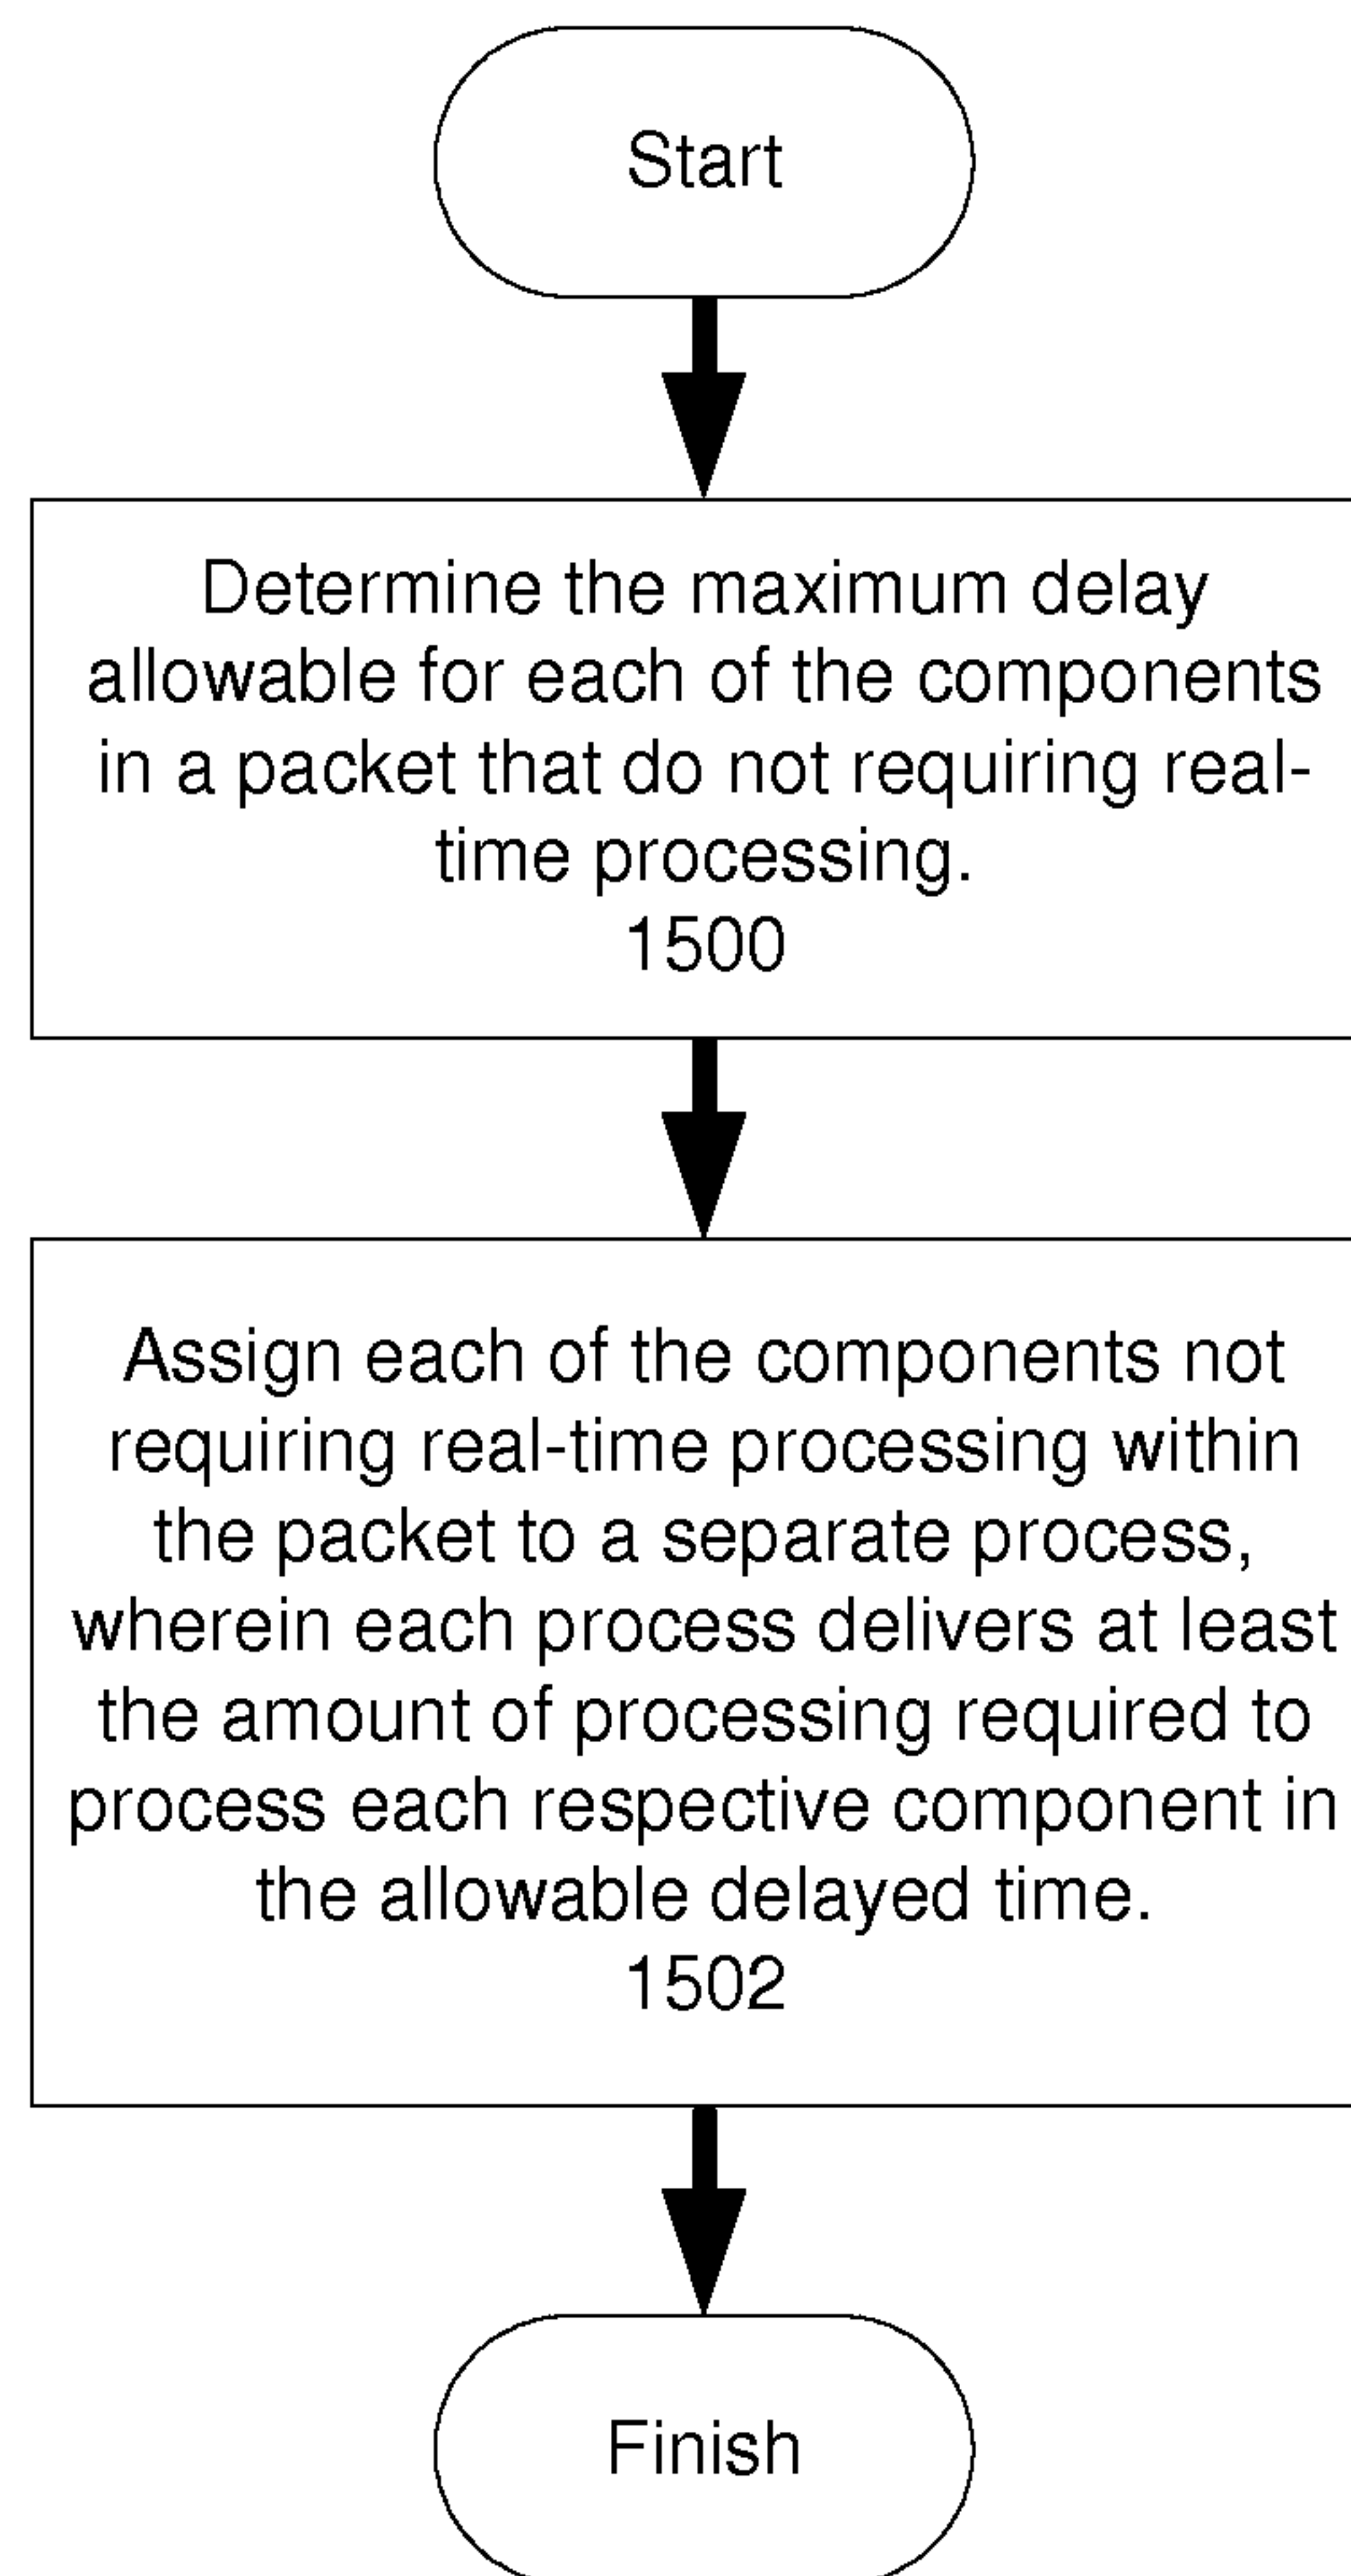 Start
Determine the maximum delay
allowable for each of the components
in a packet that do not requiring real-
time processing.
1500
Assign each of the components not
requiring real-time processing within
the packet to a separate process,
wherein each process delivers at least
the amount of processing required to
process each respective component in
the allowable delayed time.
1502
Finish